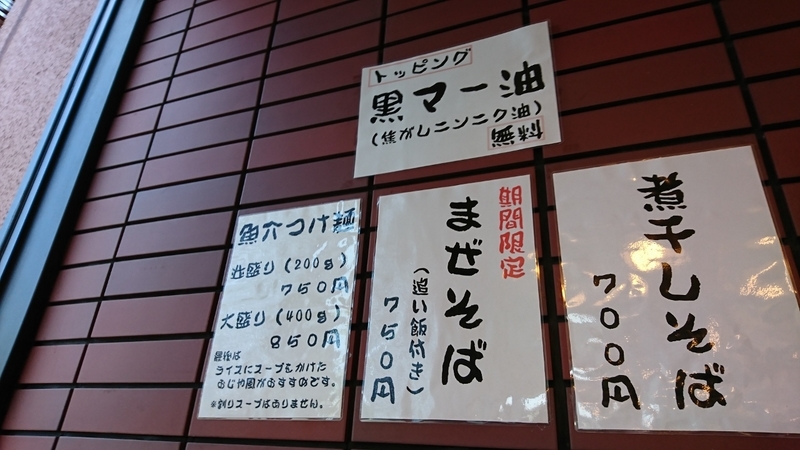 トッピング
黒マー油
(焦がしニンニク油)
無料
魚穴つけ麺
並盛り(200g)
750円
大盛り(400g)
850円
最後は
ライスにスープをかけた
おじや風がおすすめです。
※割りスープはありません。
期間限定
まぜそば
(追い飯付き)
750円
煮干しそば
700円